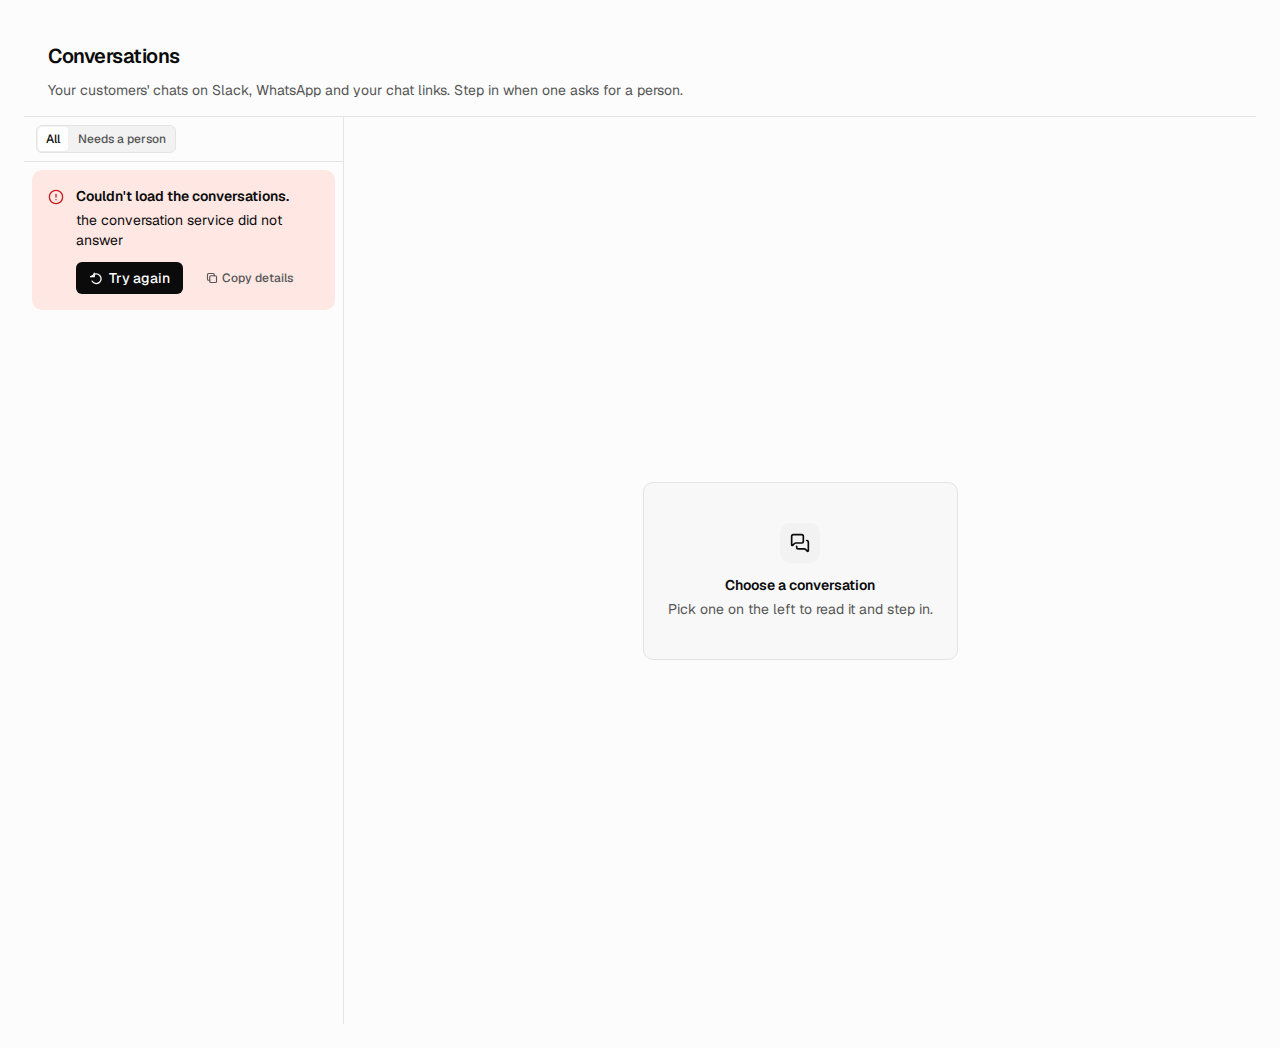 Conversations
Your customers' chats on Slack, WhatsApp and your chat links. Step in when one asks for a person.
All
Needs a person
Couldn't load the conversations.
the conversation service did not
answer
Try again
Copy details
Choose a conversation
Pick one on the left to read it and step in.